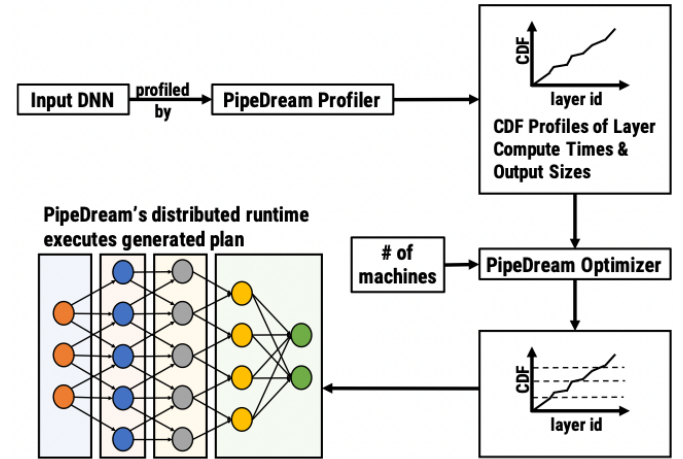 CDF
layer id
CDF Profiles of Layer
Compute Times &
Output Sizes
Input DNN
profiled
by
PipeDream Profiler
PipeDream's distributed runtime
executes generated plan
# of
machines
PipeDream Optimizer
CDF
layer id